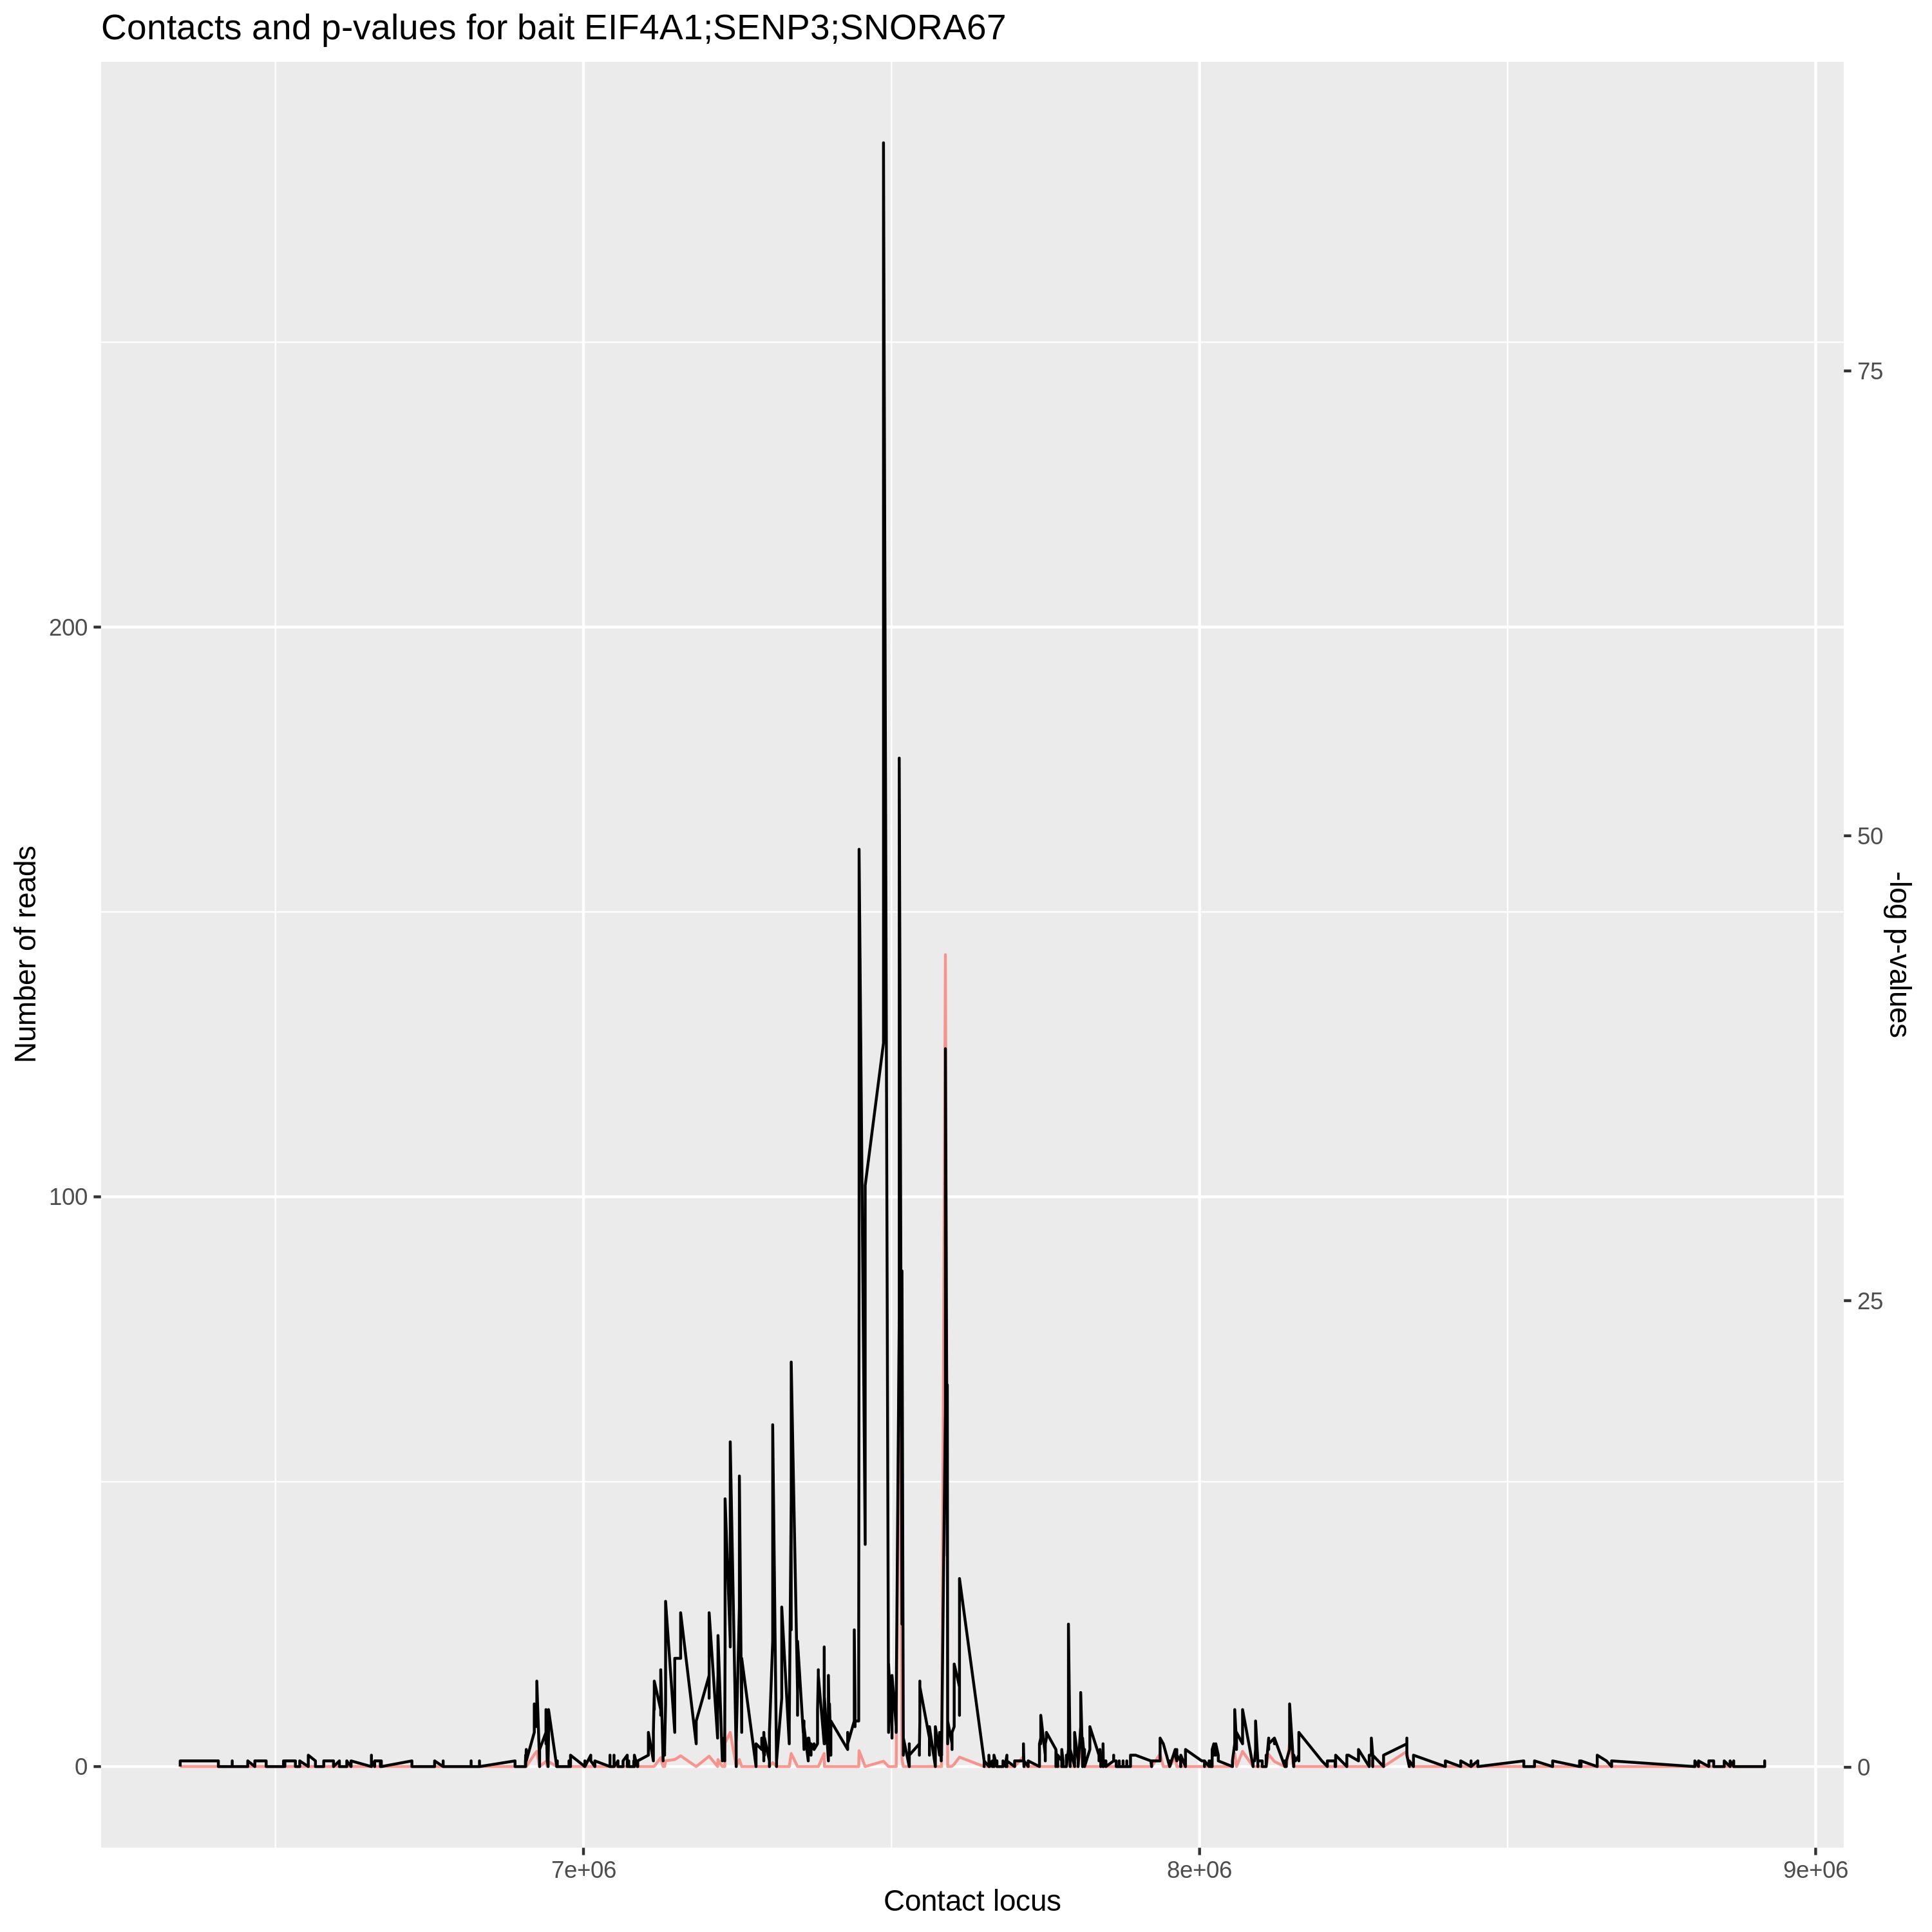 Contacts and p-values for bait EIF4A1;SENP3;SNORA67
Number of reads
200
100
0
75
50
25
0
-log p-values
7e+06
8e+06
9e+06
Contact locus